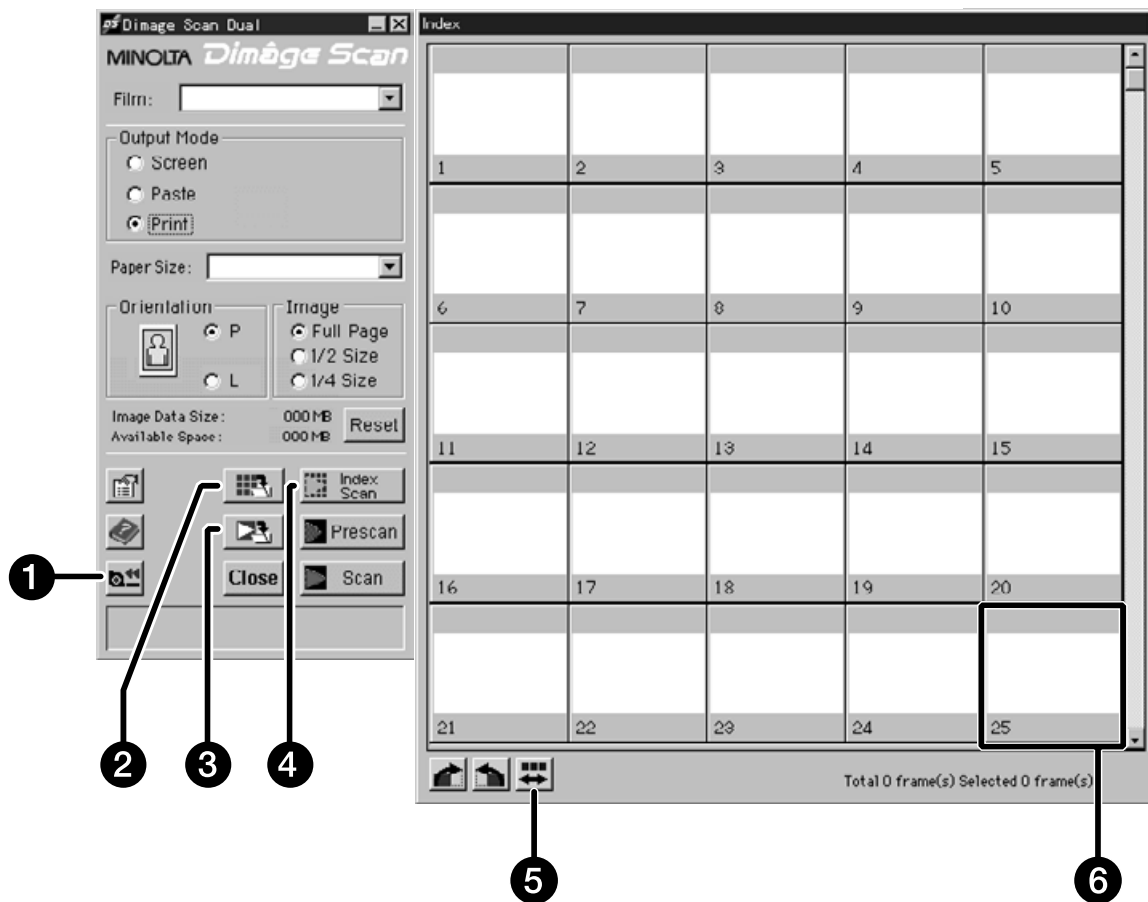 Dimage Scan Dual
MINOLTA Dimâge Scan
Film:
Output Mode
Screen
Paste
Print
Paper Size:
Orientation
P
L
Image
Full Page
1/2 Size
1/4 Size
Image Data Size: 000 MB
Available Space: 000 MB
Reset
Index Scan
Prescan
Close
Scan
Index
1 2 3 4 5
6 7 8 9 10
11 12 13 14 15
16 17 18 19 20
21 22 23 24 25
Total 0 frame(s) Selected 0 frame(s)
1
2
3
4
5
6